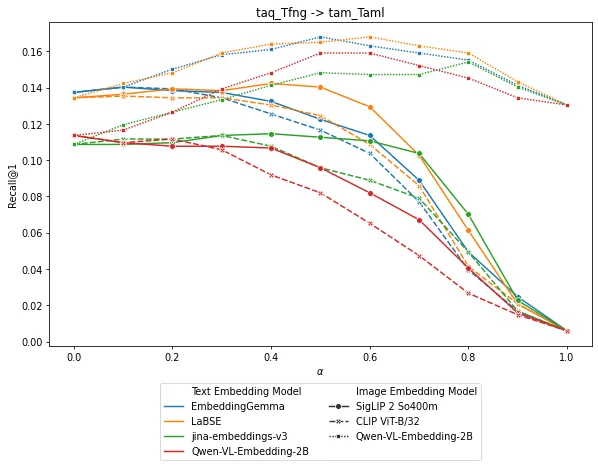 taq_Tfng -> tam_Taml
Recall@1
0.16
0.14
0.12
0.10
0.08
0.06
0.04
0.02
0.00
0.0
0.2
0.4
0.6
0.8
1.0
α
Text Embedding Model
EmbeddingGemma
LaBSE
jina-embeddings-v3
Qwen-VL-Embedding-2B
Image Embedding Model
SigLIP 2 So400m
CLIP ViT-B/32
Qwen-VL-Embedding-2B